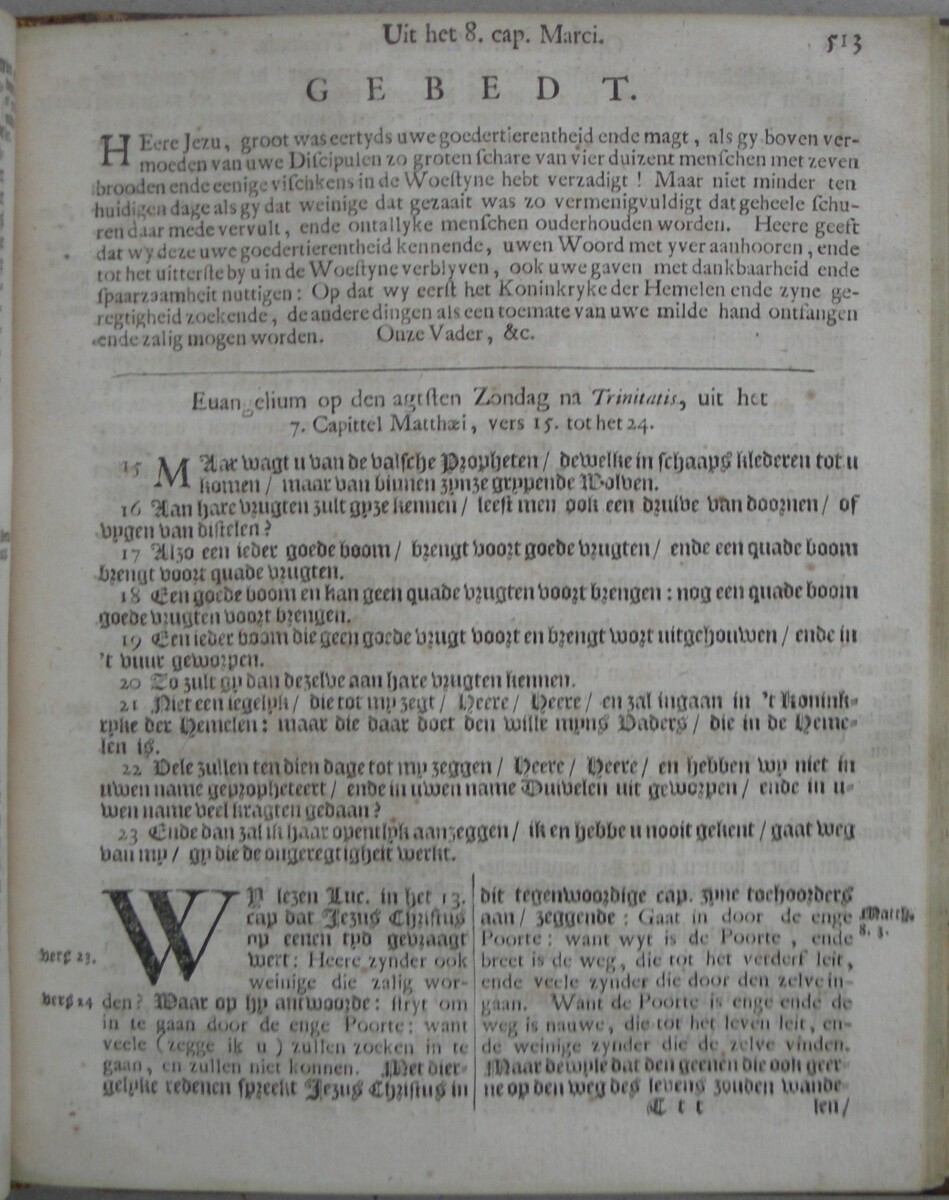 Uit het 8. cap. Marci.
513
GEBEDT.
HEere Jezu, groot was eertyds uwe goedertierentheid ende magt, als gy boven ver-
moeden van uwe Diſcipulen zo groten ſchare van vier duizent menſchen met zeven
brooden ende eenige viſchkens in de Woeſtyne hebt verzadigt! Maar niet minder ten
huidigen dage als gy dat weinige dat gezaait was zo vermenigvuldigt dat geheele ſchu-
ren daar mede vervult, ende ontallyke menſchen ouderhouden worden. Heere geeft
dat wy deze uwe goedertierentheid kennende, uwen Woord met yver aanhooren, ende
tot het uitterſte by u in de Woeſtyne verblyven, ook uwe gaven met dankbaarheid ende
ſpaarzaamheit nuttigen: Op dat wy eerſt het Koninkryke der Hemelen ende zyne ge-
regtigheid zoekende, de andere dingen als een toemate van uwe milde hand ontfangen
ende zalig mogen worden. Onze Vader, &c.
Euangelium op den agtſten Zondag na Trinitatis, uit het
7. Capittel Matthæi, vers 15. tot het 24.
15 MAar wagt u van de valſche Propheten / dewelke in ſchaaps klederen tot u
komen / maar van binnen zynze grypende Wolven.
16 Aan hare vrugten zult gyze kennen / leeſt men ook een druive van doornen / of
vygen van diſtelen?
17 Alzo een ieder goede boom / brengt voort goede vrugten / ende een quade boom
brengt voort quade vrugten.
18 Een goede boom en kan geen quade vrugten voort brengen: nog een quade boom
goede vrugten voort brengen.
19 Een ieder boom die geen goede vrugt voort en brengt wort uitgehouwen / ende in
't vuur geworpen.
20 Zo zult gy dan dezelve aan hare vrugten kennen.
21 Niet een iegelyk / die tot my zegt / Heere / Heere / en zal ingaan in 't Konink-
ryke der Hemelen: maar die daar doet den wille myns Vaders / die in de Heme-
len is.
22 Vele zullen ten dien dage tot my zeggen / Heere / Heere / en hebben wy niet in
uwen name gepropheteert / ende in uwen name Duivelen uit geworpen / ende in u-
wen name veel kragten gedaan?
23 Ende dan zal ik haar opentlyk aanzeggen / ik en hebbe u nooit gekent / gaat weg
van my / gy die de ongeregtigheit werkt.
WY lezen Luc. in het 13.
cap dat Jezus Chriſtus
op eenen tyd gevraagt
vers 23.
wert: Heere zynder ook
weinige die zalig wor-
vers 24
den? Waar op hy antwoorde: ſtryt om
in te gaan door de enge Poorte: want
veele (zegge ik u) zullen zoeken in te
gaan, en zullen niet konnen. Met dier-
gelyke redenen ſpreekt Jezus Chriſtus in
dit tegenwoordige cap. zyne toehoorders
aan / zeggende: Gaat in door de enge
Matth. 8. 3.
Poorte: want wyt is de Poorte, ende
breet is de weg, die tot het verderf leit,
ende veele zynder die door den zelve in-
gaan. Want de Poorte is enge ende de
weg is nauwe, die tot het leven leit, en-
de weinige zynder die de zelve vinden.
Maar dewyle dat den geenen die ook geer-
ne op den weg des levens zouden wande-
Ttt
len /